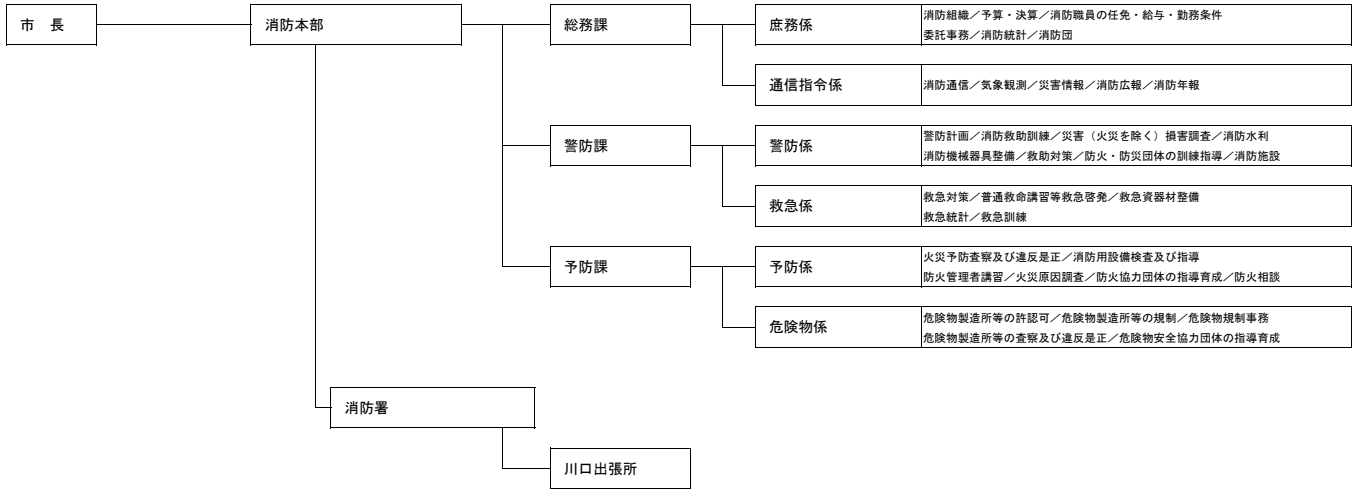 市　長
消防本部
総務課
庶務係
消防組織／予算・決算／消防職員の任免・給与・勤務条件
委託事務／消防統計／消防団
通信指令係
消防通信／気象観測／災害情報／消防広報／消防年報
警防課
警防係
警防計画／消防救助訓練／災害（火災を除く）損害調査／消防水利
消防機械器具整備／救助対策／防火・防災団体の訓練指導／消防施設
救急係
救急対策／普通救命講習等救急啓発／救急資器材整備
救急統計／救急訓練
予防課
予防係
火災予防査察及び違反是正／消防用設備検査及び指導
防火管理者講習／火災原因調査／防火協力団体の指導育成／防火相談
危険物係
危険物製造所等の許認可／危険物製造所等の規制／危険物規制事務
危険物製造所等の査察及び違反是正／危険物安全協力団体の指導育成
消防署
川口出張所